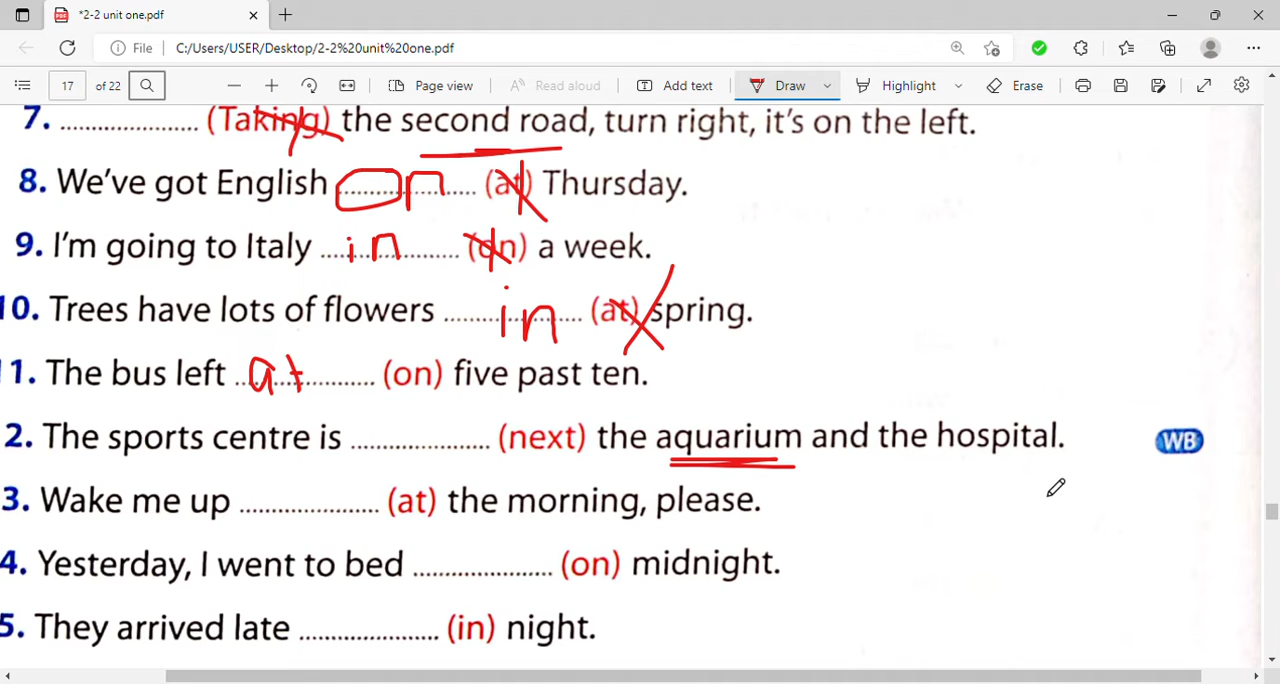 *2-2 unit one.pdf
File C:/Users/USER/Desktop/2-2%20unit%20one.pdf
17 of 22 Page view Read aloud Add text Draw Highlight Erase
7. .................... (Taking) the second road, turn right, it's on the left.
8. We've got English on (at) Thursday.
9. I'm going to Italy in (on) a week.
10. Trees have lots of flowers in (at) spring.
1. The bus left at (on) five past ten.
2. The sports centre is .................... (next) the aquarium and the hospital. WB
3. Wake me up .................... (at) the morning, please.
4. Yesterday, I went to bed .................... (on) midnight.
5. They arrived late .................... (in) night.